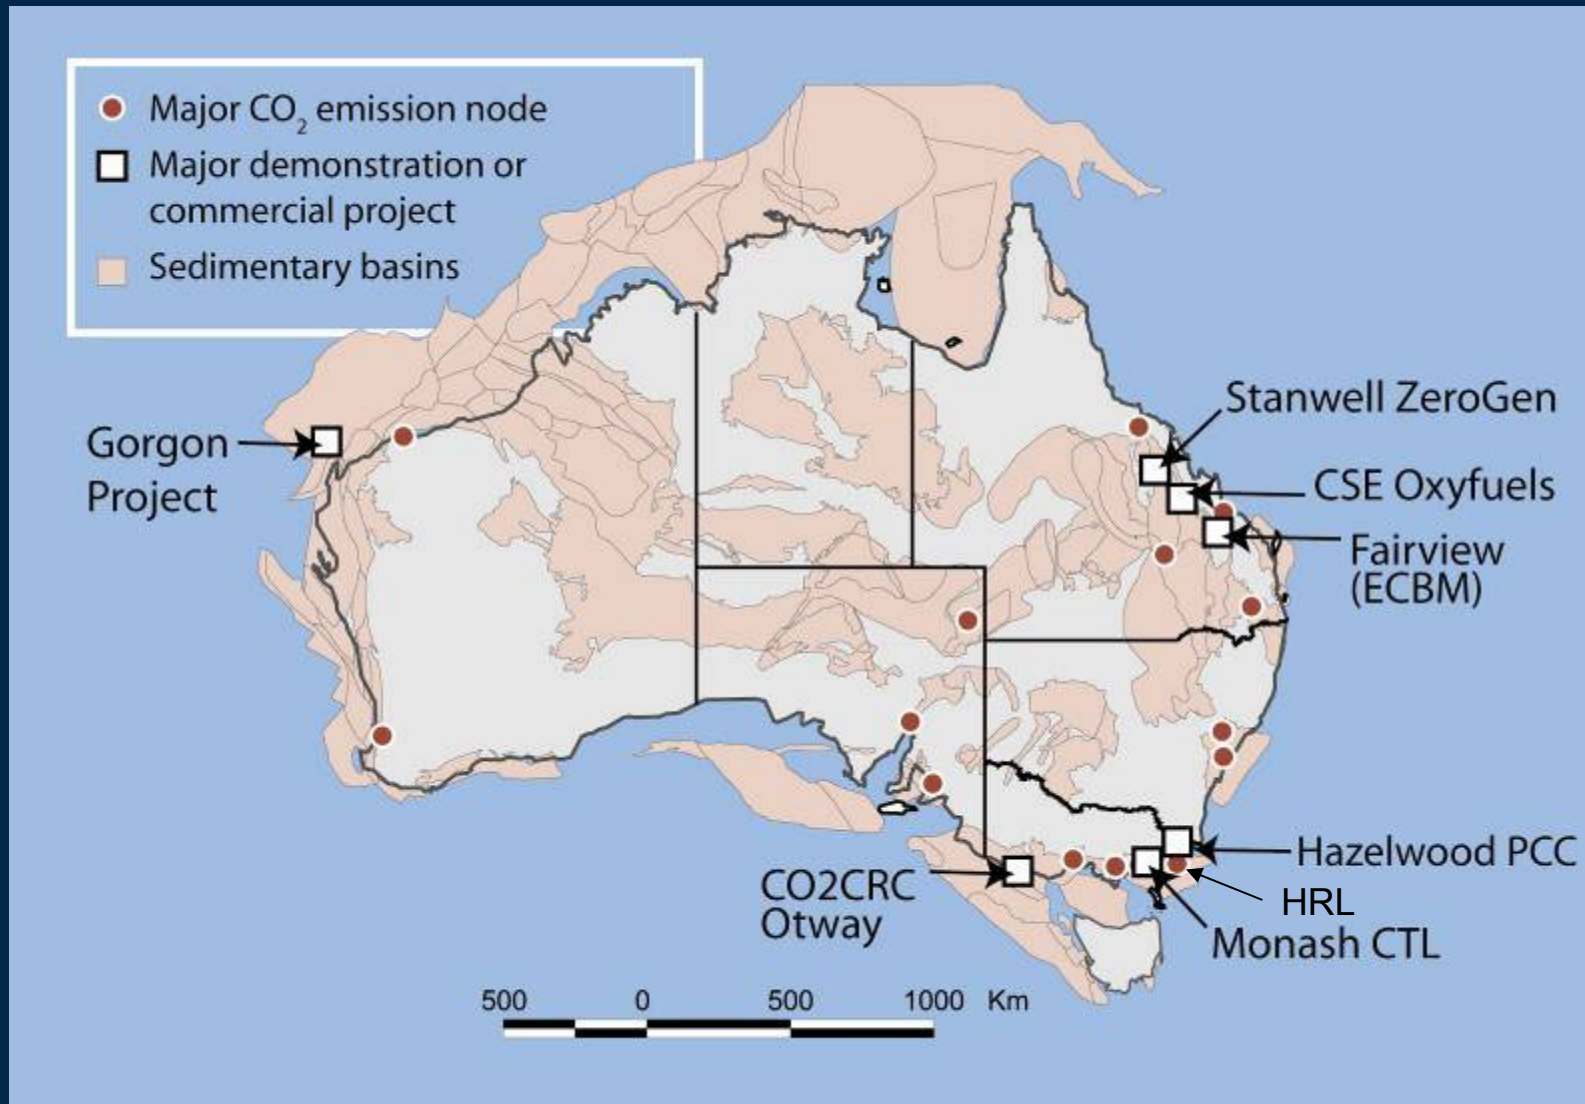 Major CO₂ emission node
Major demonstration or
commercial project
Sedimentary basins
Stanwell ZeroGen
Gorgon
Project
CSE Oxyfuels
Fairview
(ECBM)
Hazelwood PCC
CO2CRC
Otway
HRL
Monash CTL
500 0 500 1000 Km